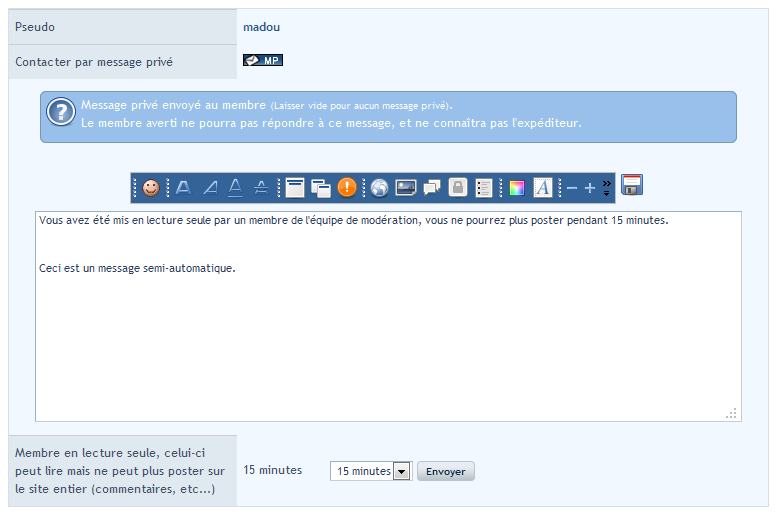 Pseudo madou
Contacter par message privé MP
?
Message privé envoyé au membre (Laisser vide pour aucun message privé).
Le membre averti ne pourra pas répondre à ce message, et ne connaîtra pas l'expéditeur.
A A A A ! A
Vous avez été mis en lecture seule par un membre de l'équipe de modération, vous ne pourrez plus poster pendant 15 minutes.
Ceci est un message semi-automatique.
Membre en lecture seule, celui-ci
peut lire mais ne peut plus poster sur
le site entier (commentaires, etc...)
15 minutes 15 minutes Envoyer